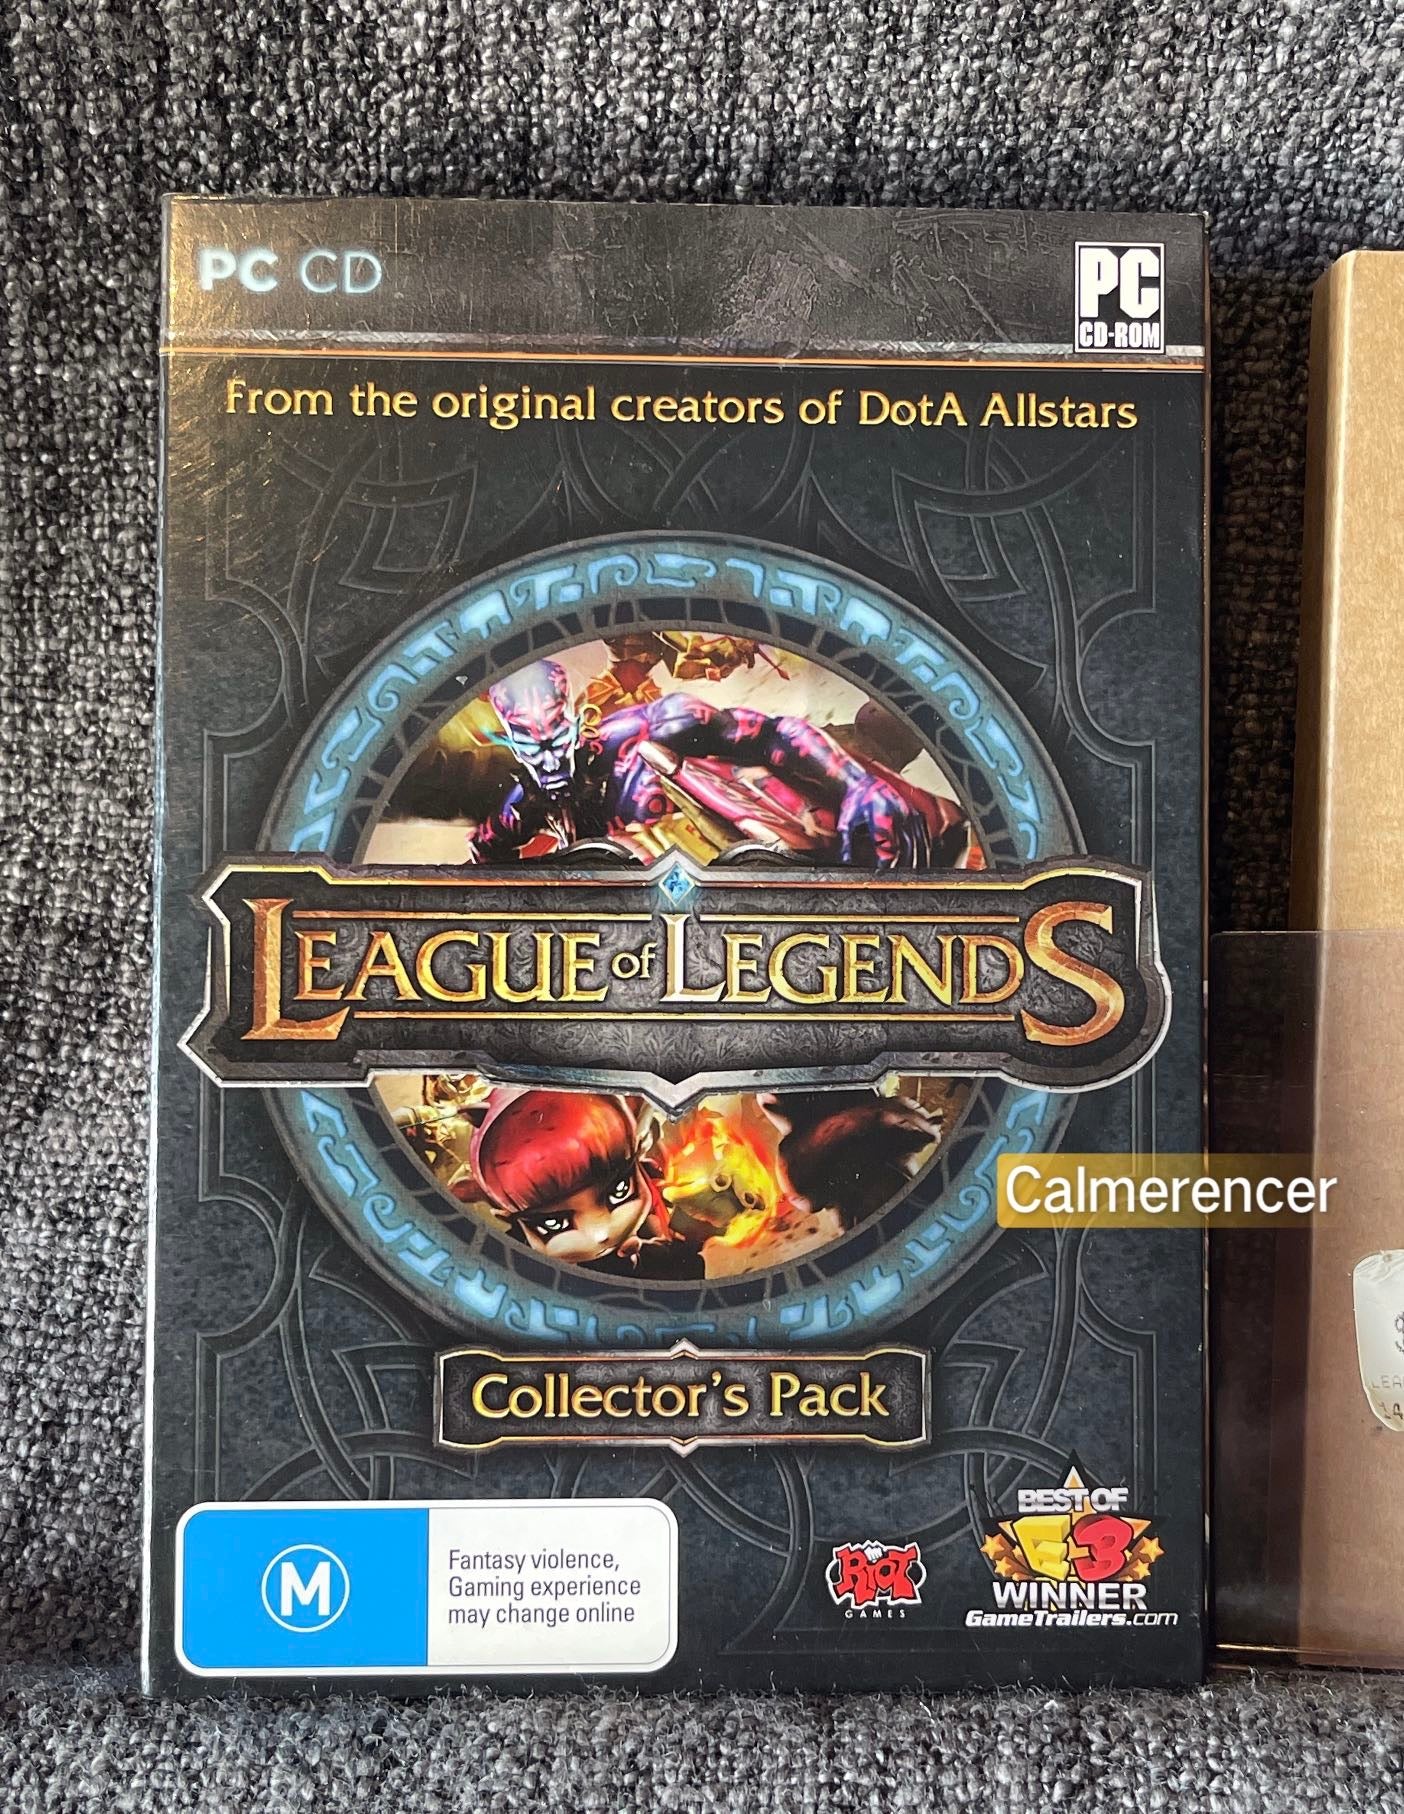 PC CD
PC
CD-ROM
From the original creators of DotA Allstars
LEAGUE of LEGENDS
Calmerencer
Collector's Pack
M
Fantasy violence,
Gaming experience
may change online
RIOT
GAMES
BEST OF
E3
WINNER
GameTrailers.com